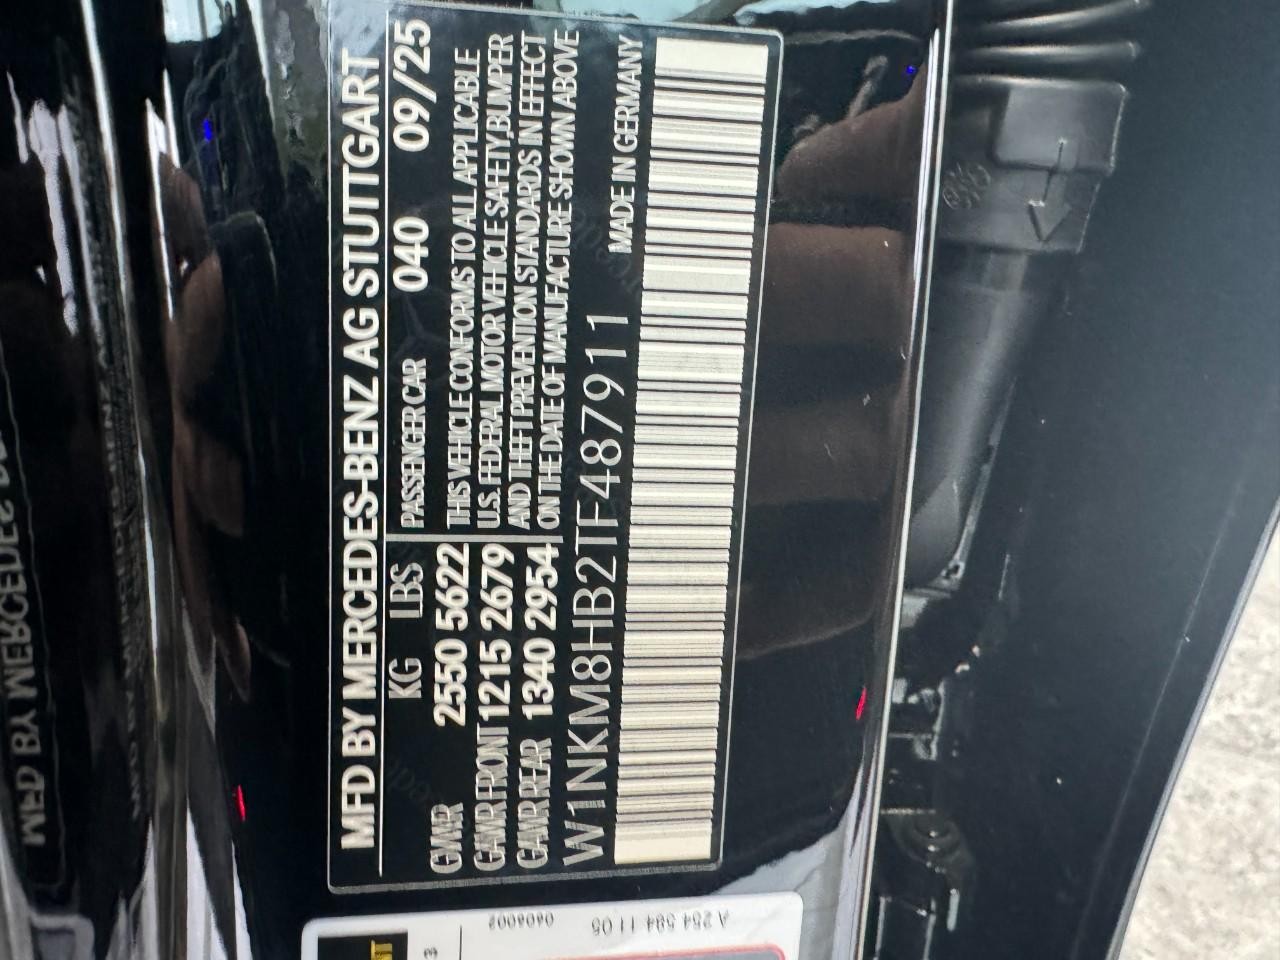 MFD BY MERCEDES-BENZ AG STUTTGART
KG LBS PASSENGER CAR 040 09/25
GVWR 2550 5622
GAWR FRONT 1215 2679
GAWR REAR 1340 2954
THIS VEHICLE CONFORMS TO ALL APPLICABLE
U.S. FEDERAL MOTOR VEHICLE SAFETY,BUMPER
AND THEFT PREVENTION STANDARDS IN EFFECT
ON THE DATE OF MANUFACTURE SHOWN ABOVE
W1NKM8HB2TF487911 MADE IN GERMANY
A 254 584 11 05